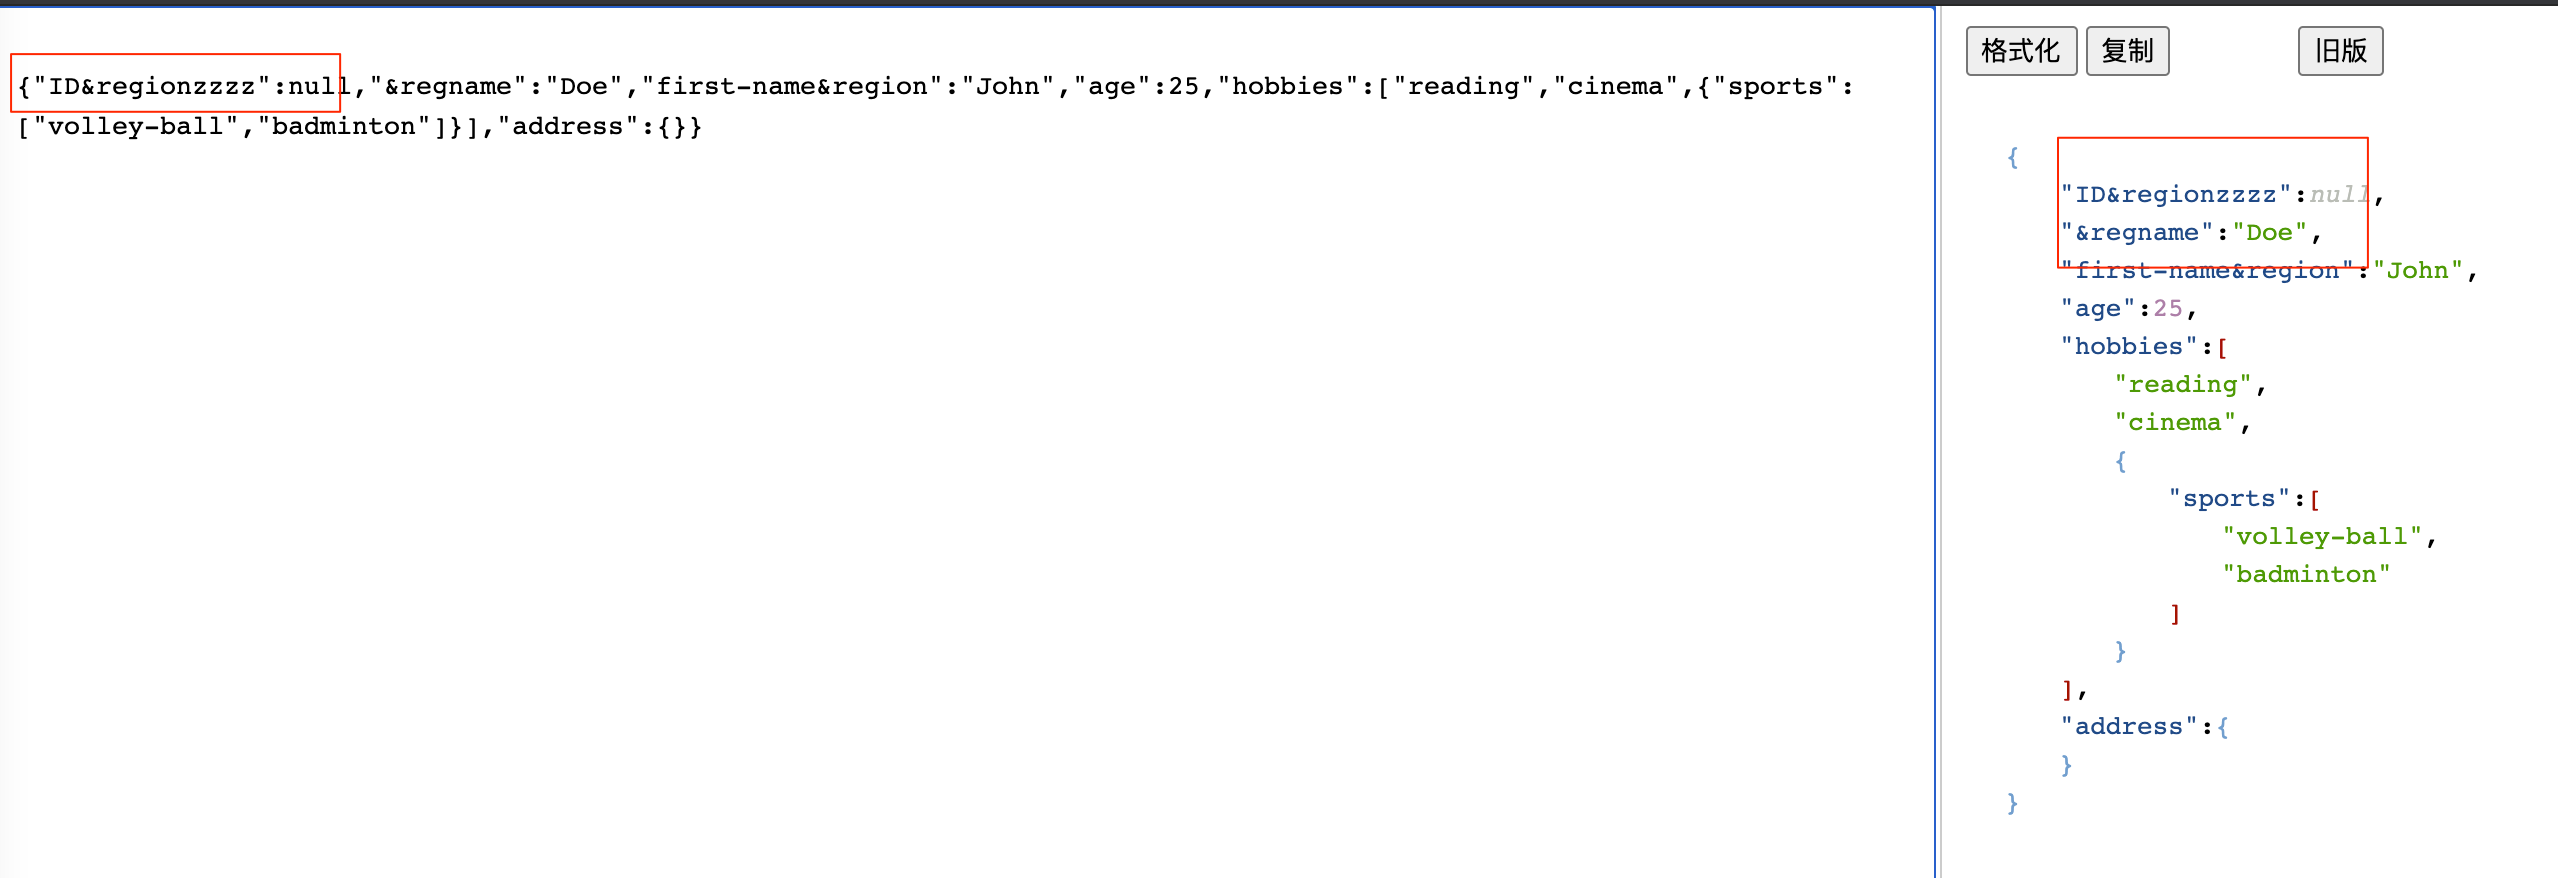 {"ID&regionzzzz":null,"&regname":"Doe","first-name&region":"John","age":25,"hobbies":["reading","cinema",{"sports":
["volley-ball","badminton"]}],"address":{}}
格式化 复制 旧版
{
"ID&regionzzzz":null,
"&regname":"Doe",
"first-name&region":"John",
"age":25,
"hobbies":[
"reading",
"cinema",
{
"sports":[
"volley-ball",
"badminton"
]
}
],
"address":{
}
}